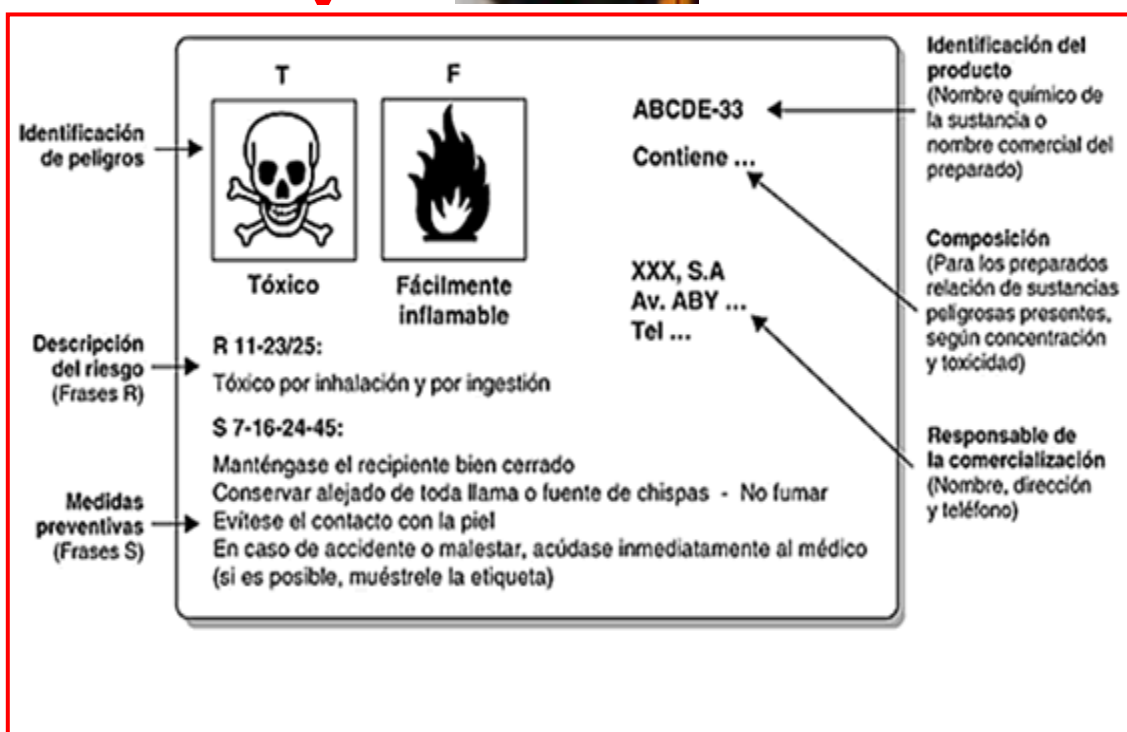 Identificación
de peligros
Descripción
del riesgo
(Frases R)
Medidas
preventivas
(Frases S)
T
F
Tóxico
Fácilmente
inflamable
R 11-23/25:
Tóxico por inhalación y por ingestión
S 7-16-24-45:
Manténgase el recipiente bien cerrado
Conservar alejado de toda llama o fuente de chispas - No fumar
Evítese el contacto con la piel
En caso de accidente o malestar, acúdase inmediatamente al médico
(si es posible, muéstrele la etiqueta)
ABCDE-33
Contiene ...
XXX, S.A
Av. ABY ...
Tel ...
Identificación del
producto
(Nombre químico de
la sustancia o
nombre comercial del
preparado)
Composición
(Para los preparados
relación de sustancias
peligrosas presentes,
según concentración
y toxicidad)
Responsable de
la comercialización
(Nombre, dirección
y teléfono)